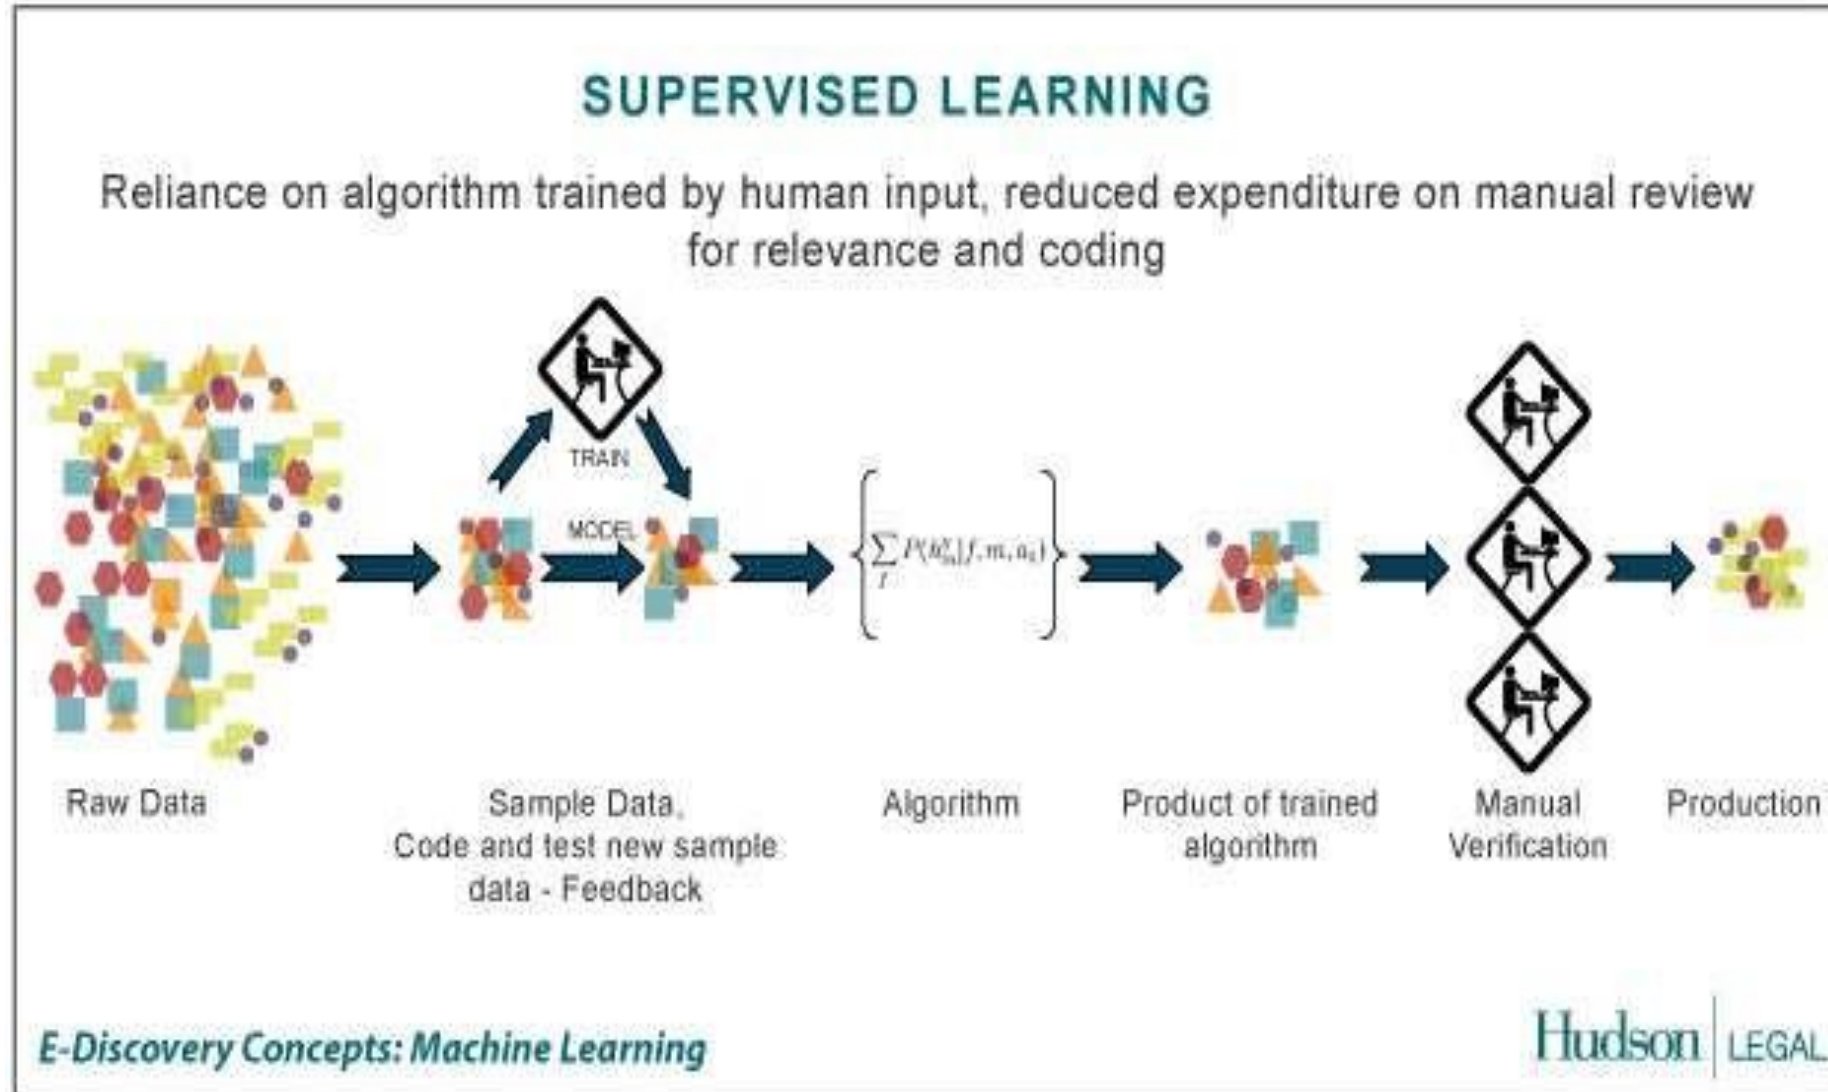 SUPERVISED LEARNING
Reliance on algorithm trained by human input, reduced expenditure on manual review
for relevance and coding
TRAIN
MODEL
Raw Data
Sample Data,
Code and test new sample
data - Feedback
Algorithm
Product of trained
algorithm
Manual
Verification
Production
E-Discovery Concepts: Machine Learning
Hudson LEGAL